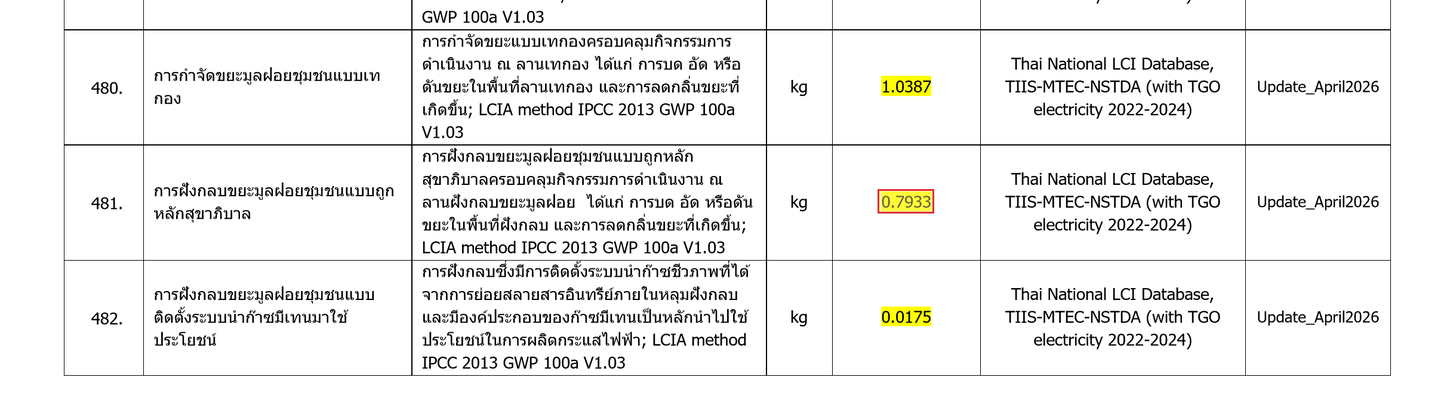 GWP 100a V1.03
480.
การกำจัดขยะมูลฝอยชุมชนแบบเท
กอง
การกำจัดขยะแบบเทกองครอบคลุมกิจกรรมการ
ดำเนินงาน ณ ลานเทกอง ได้แก่ การบด อัด หรือ
ดันขยะในพื้นที่ลานเทกอง และการลดกลิ่นขยะที่
เกิดขึ้น; LCIA method IPCC 2013 GWP 100a
V1.03
kg
1.0387
Thai National LCI Database,
TIIS-MTEC-NSTDA (with TGO
electricity 2022-2024)
Update_April2026
481.
การฝังกลบขยะมูลฝอยชุมชนแบบถูก
หลักสุขาภิบาล
การฝังกลบขยะมูลฝอยชุมชนแบบถูกหลัก
สุขาภิบาลครอบคลุมกิจกรรมการดำเนินงาน ณ
ลานฝังกลบขยะมูลฝอย ได้แก่ การบด อัด หรือดัน
ขยะในพื้นที่ฝังกลบ และการลดกลิ่นขยะที่เกิดขึ้น;
LCIA method IPCC 2013 GWP 100a V1.03
kg
0.7933
Thai National LCI Database,
TIIS-MTEC-NSTDA (with TGO
electricity 2022-2024)
Update_April2026
482.
การฝังกลบขยะมูลฝอยชุมชนแบบ
ติดตั้งระบบนำก๊าซมีเทนมาใช้
ประโยชน์
การฝังกลบซึ่งมีการติดตั้งระบบนำก๊าซชีวภาพที่ได้
จากการย่อยสลายสารอินทรีย์ภายในหลุมฝังกลบ
และมีองค์ประกอบของก๊าซมีเทนเป็นหลักนำไปใช้
ประโยชน์ในการผลิตกระแสไฟฟ้า; LCIA method
IPCC 2013 GWP 100a V1.03
kg
0.0175
Thai National LCI Database,
TIIS-MTEC-NSTDA (with TGO
electricity 2022-2024)
Update_April2026